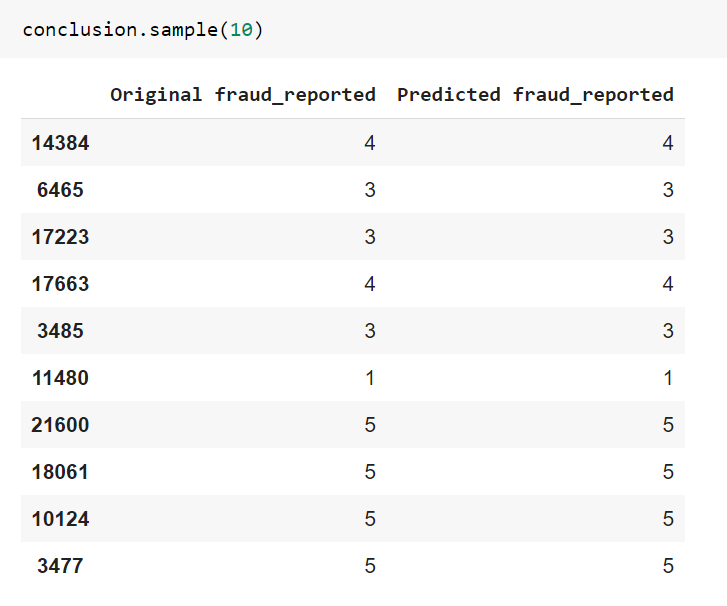 conclusion.sample(10)
Original fraud_reported Predicted fraud_reported
14384 4 4
6465 3 3
17223 3 3
17663 4 4
3485 3 3
11480 1 1
21600 5 5
18061 5 5
10124 5 5
3477 5 5